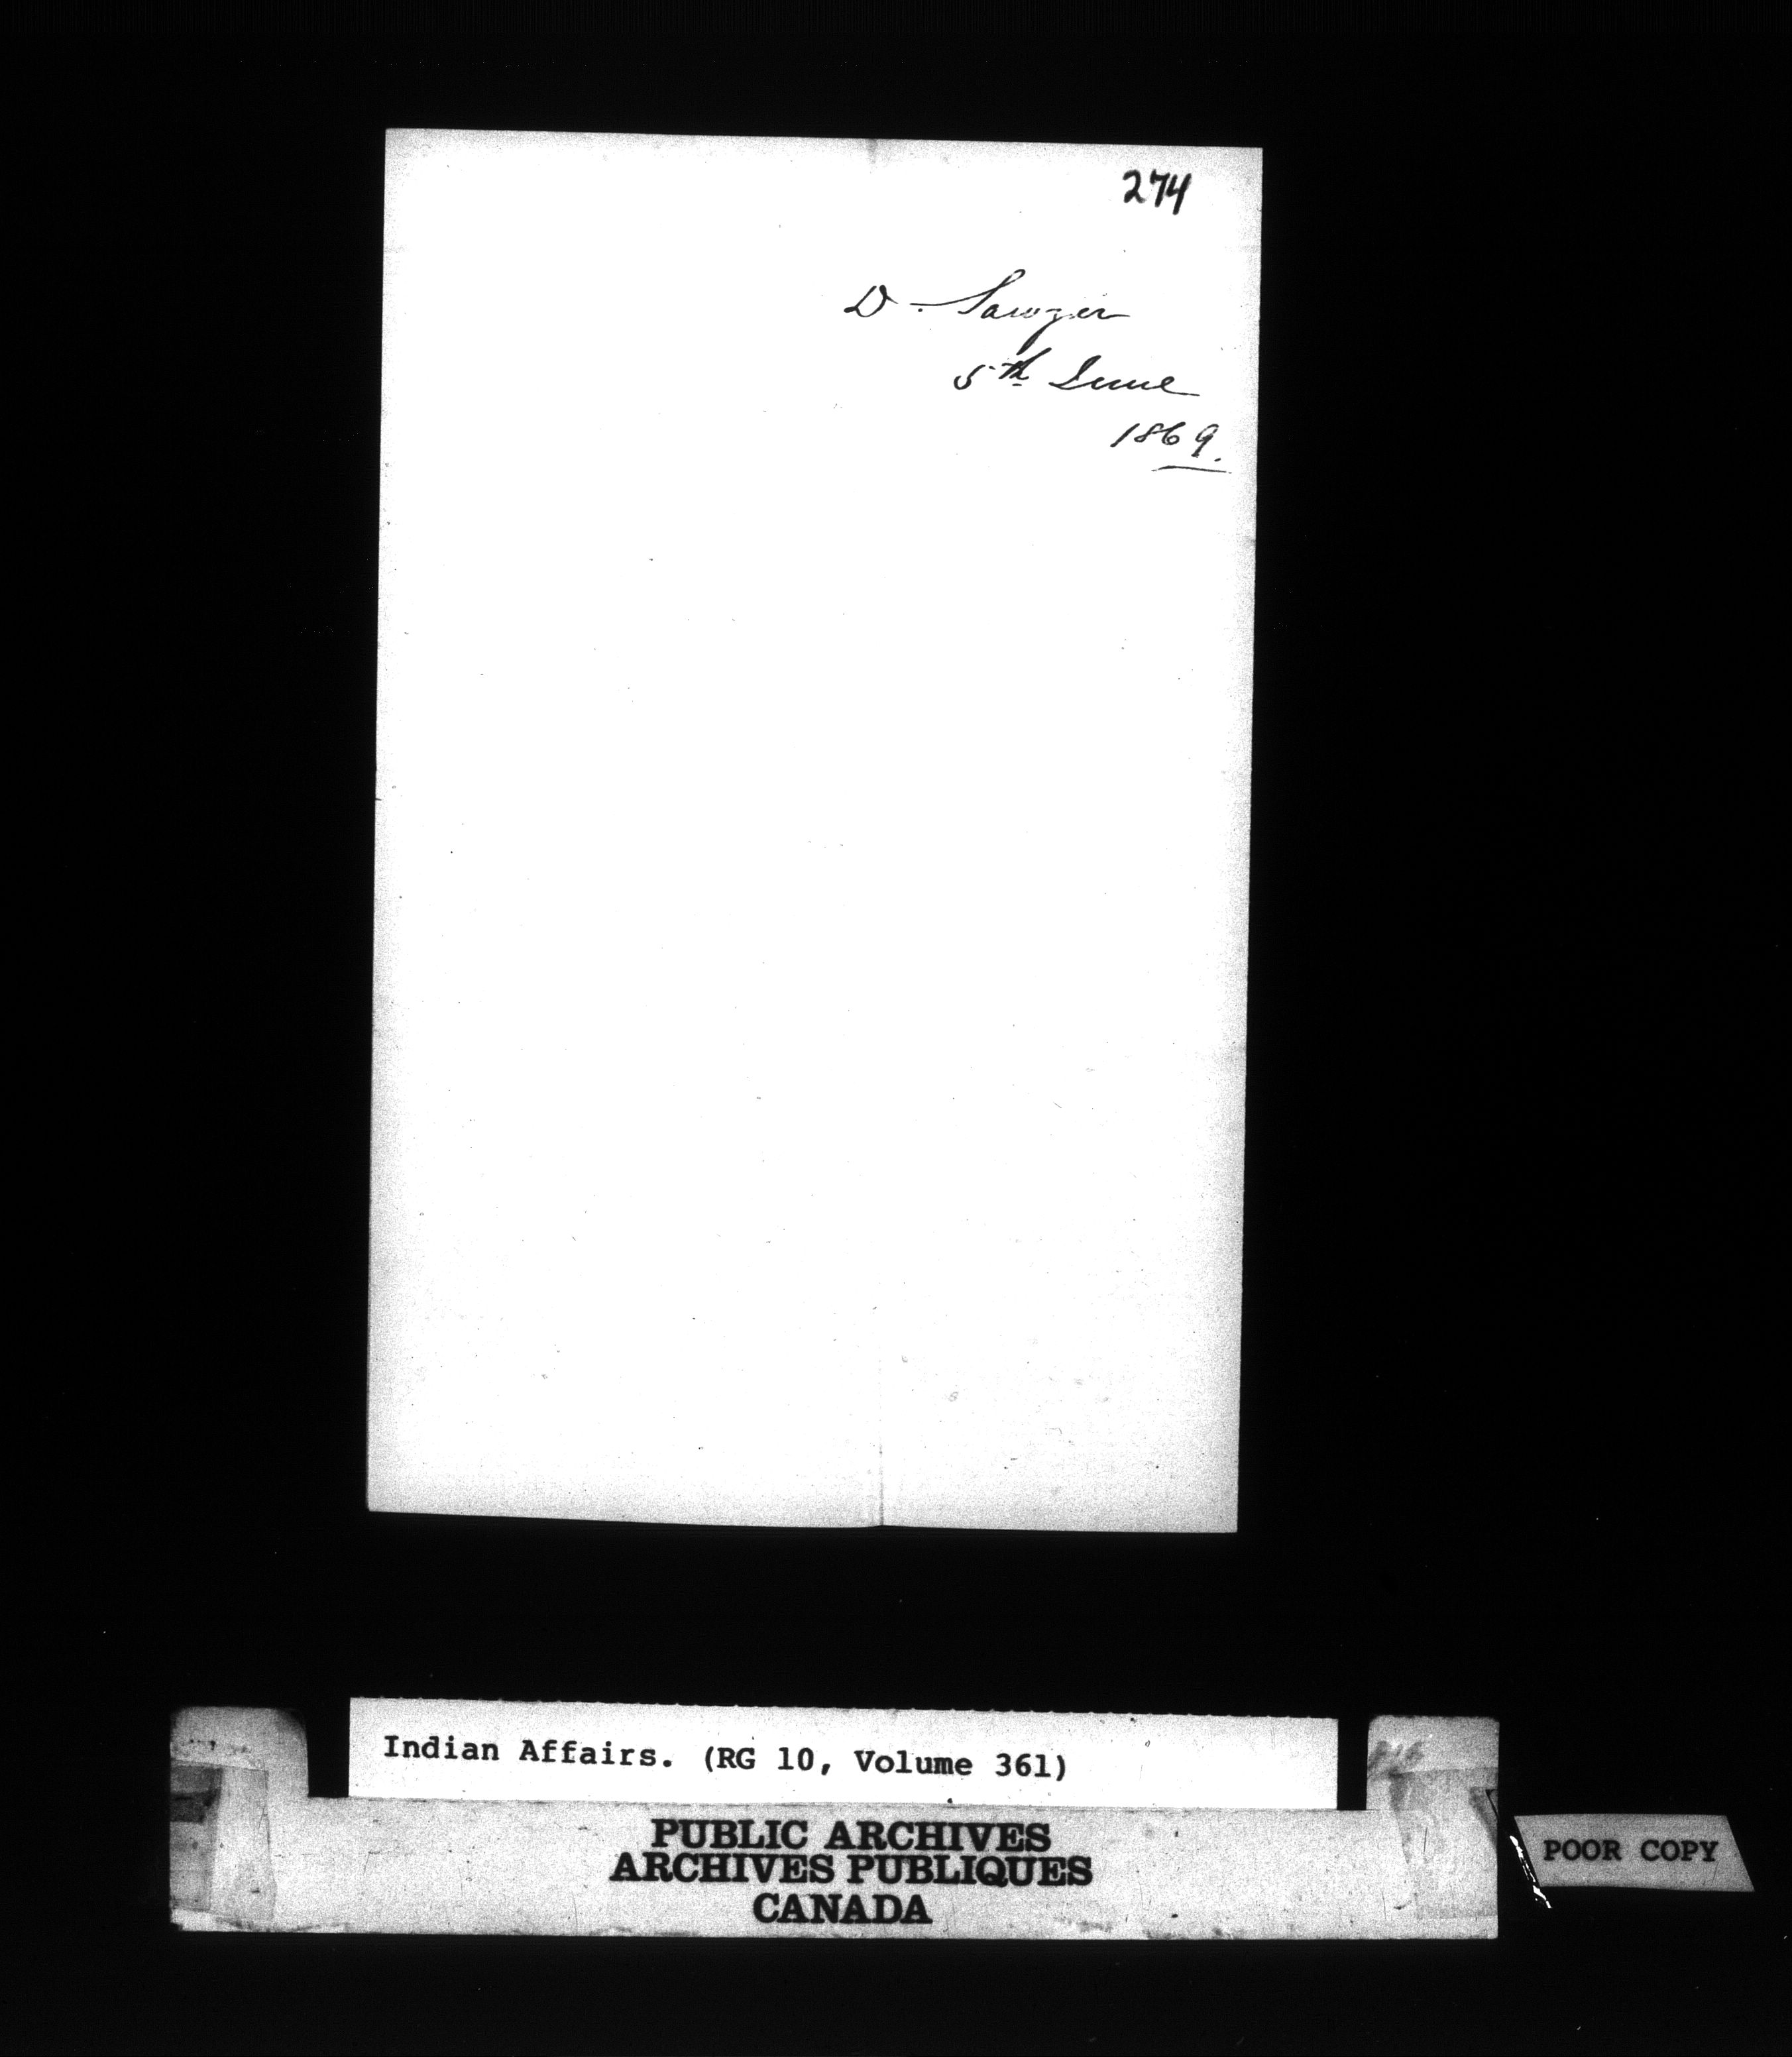 274
D. Sawyer
5th June
1869.
Indian Affairs. (RG 10, Volume 361)
PUBLIC ARCHIVES
ARCHIVES PUBLIQUES
CANADA
POOR COPY